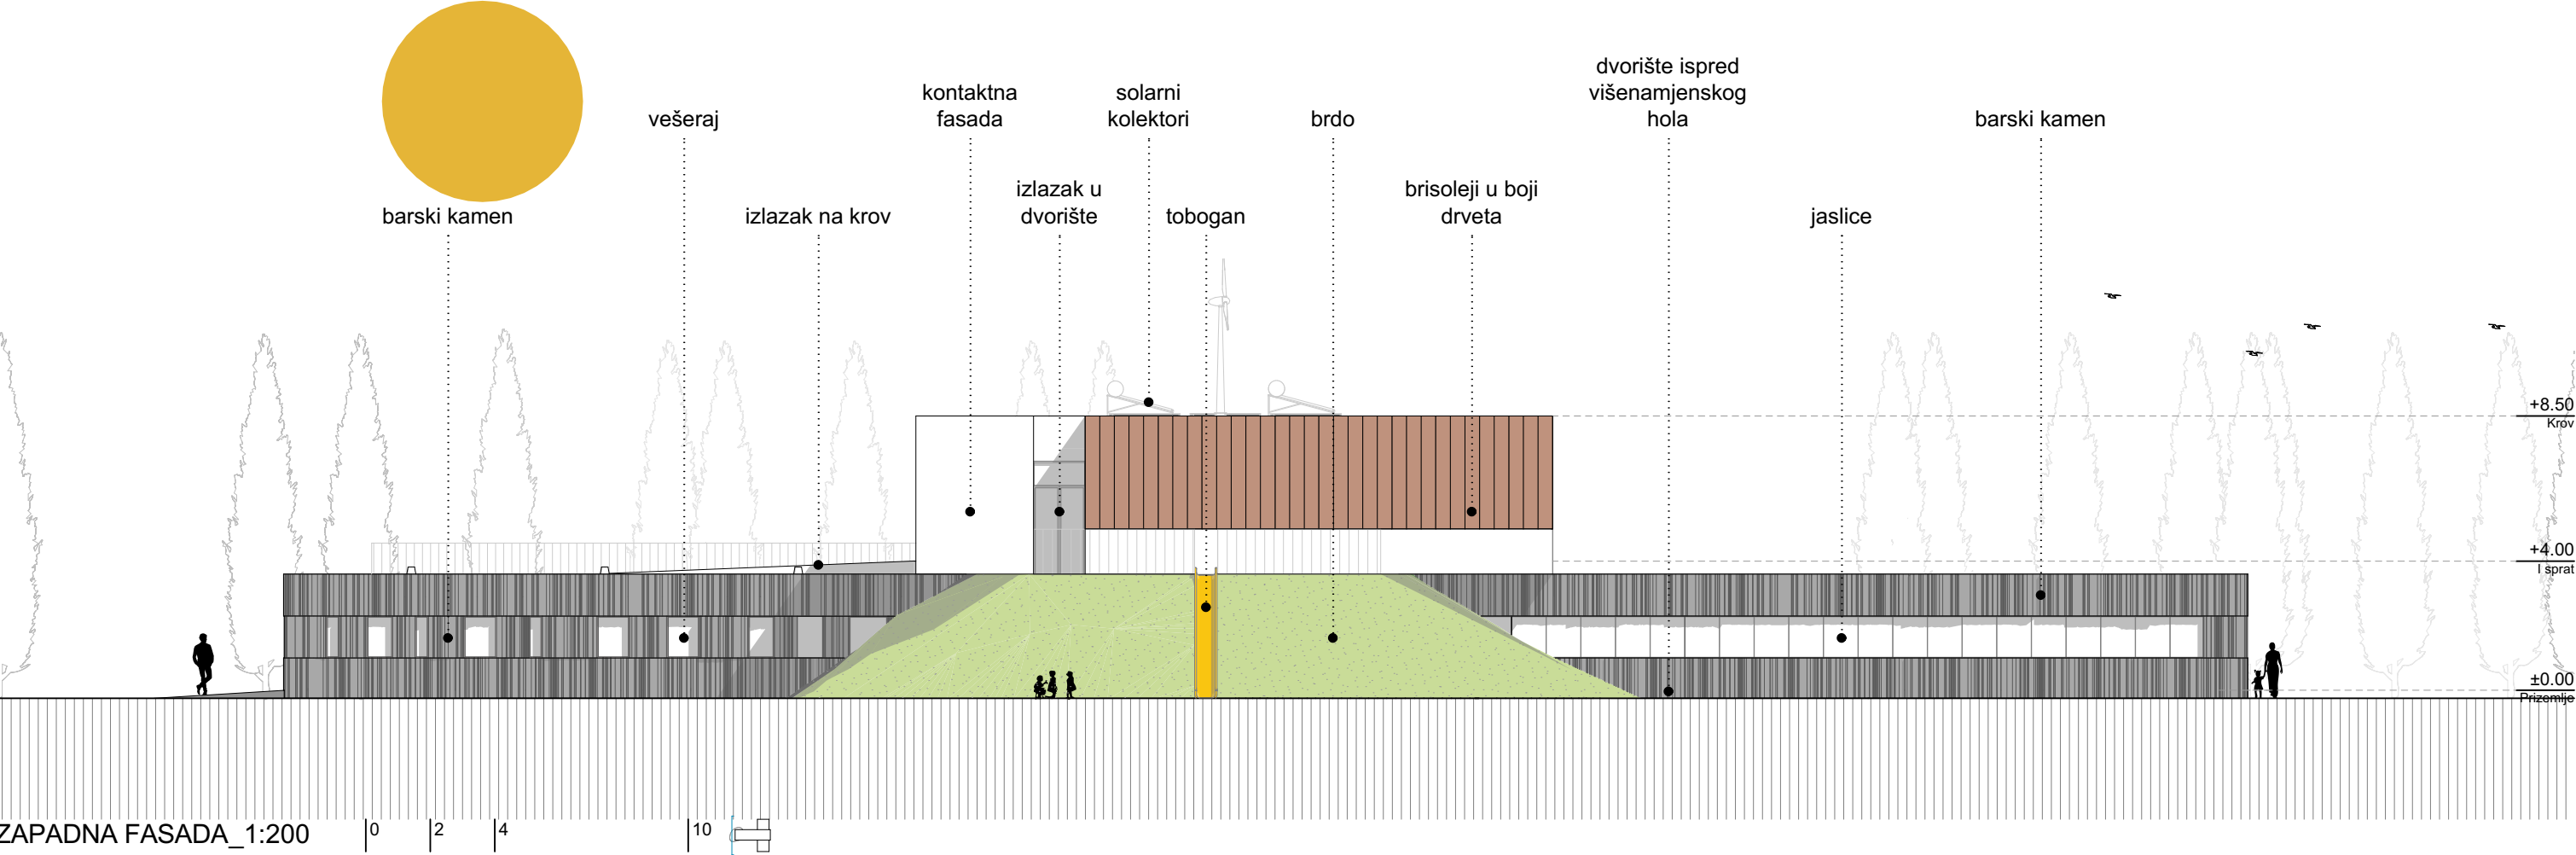 dvorište ispred
višenamjenskog
hola
kontaktna
fasada
solarni
kolektori
vešeraj
brdo
barski kamen
izlazak u
dvorište
brisoleji u boji
drveta
barski kamen
izlazak na krov
tobogan
jaslice
+8.50
Krov
+4.00
I sprat
±0.00
Prizemlje
ZAPADNA FASADA_1:200
0
2
4
10